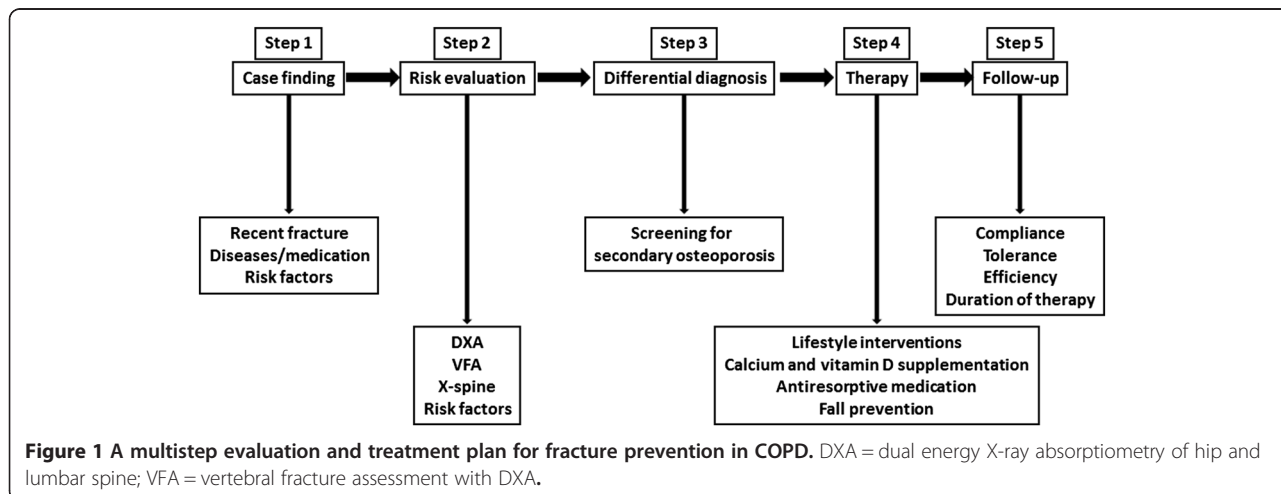 Step 1
Step 2
Step 3
Step 4
Step 5
Case finding
Risk evaluation
Differential diagnosis
Therapy
Follow-up
Recent fracture
Diseases/medication
Risk factors
Screening for
secondary osteoporosis
Compliance
Tolerance
Efficiency
Duration of therapy
DXA
VFA
X-spine
Risk factors
Lifestyle interventions
Calcium and vitamin D supplementation
Antiresorptive medication
Fall prevention
Figure 1 A multistep evaluation and treatment plan for fracture prevention in COPD. DXA = dual energy X-ray absorptiometry of hip and
lumbar spine; VFA = vertebral fracture assessment with DXA.